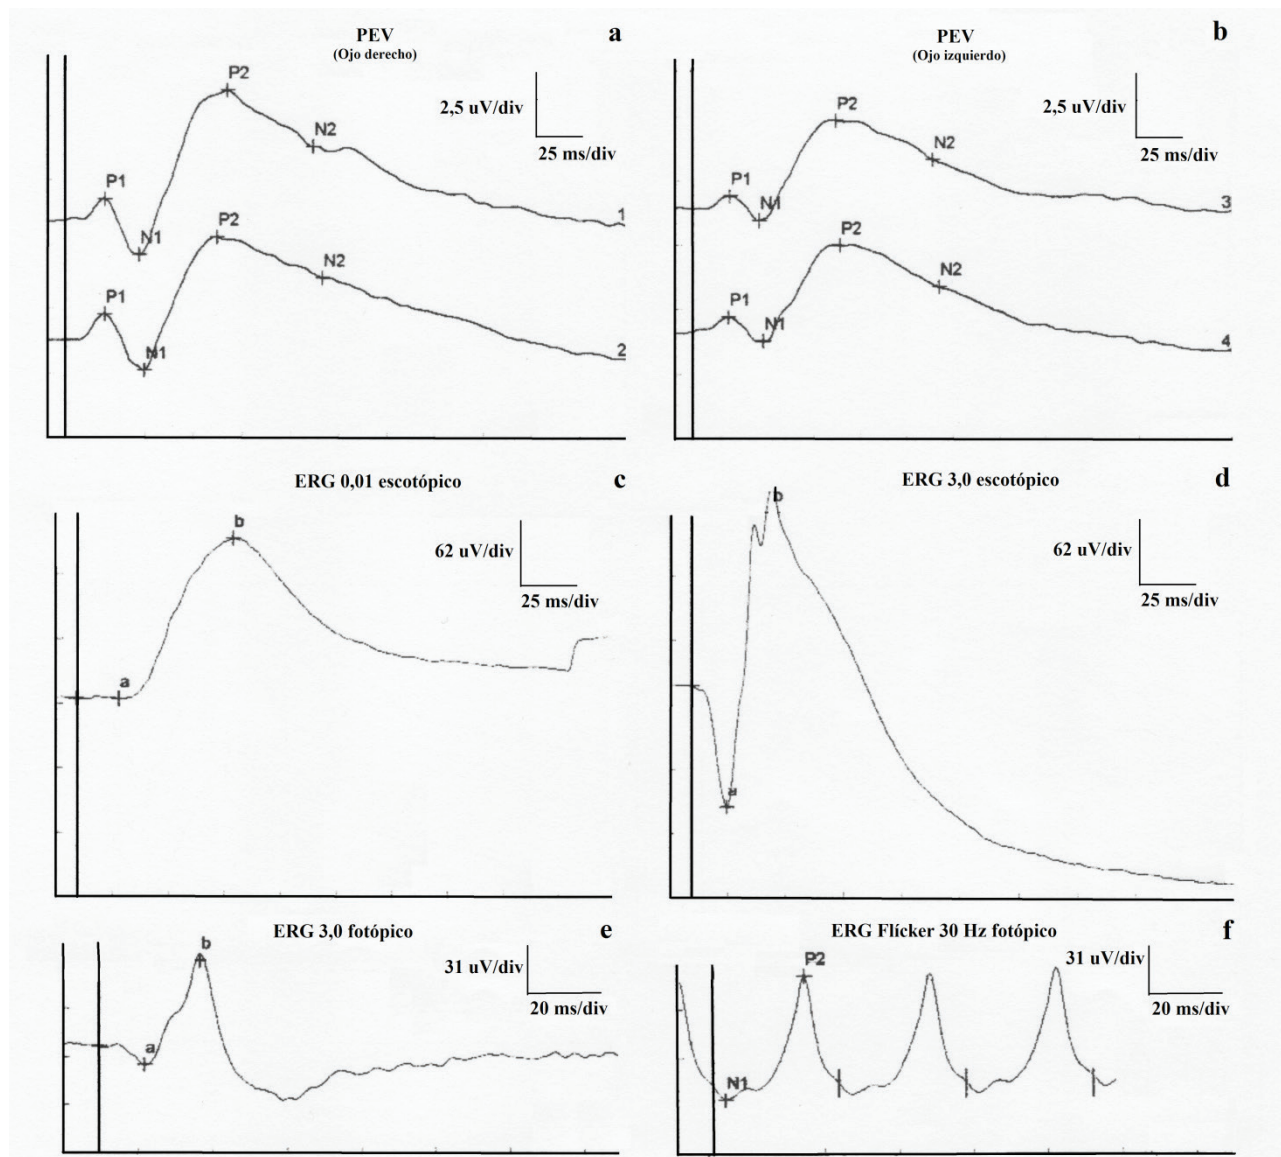 PEV
(Ojo derecho)
a
P2
2,5 uV/div
N2
25 ms/div
P1
N1
1
P2
N2
P1
N1
2
PEV
(Ojo izquierdo)
b
P2
2,5 uV/div
N2
25 ms/div
P1
N1
3
P2
N2
P1
N1
4
ERG 0,01 escotópico
c
b
62 uV/div
25 ms/div
a
ERG 3,0 escotópico
d
b
62 uV/div
25 ms/div
a
ERG 3,0 fotópico
e
b
31 uV/div
20 ms/div
a
ERG Flícker 30 Hz fotópico
f
P2
31 uV/div
20 ms/div
N1